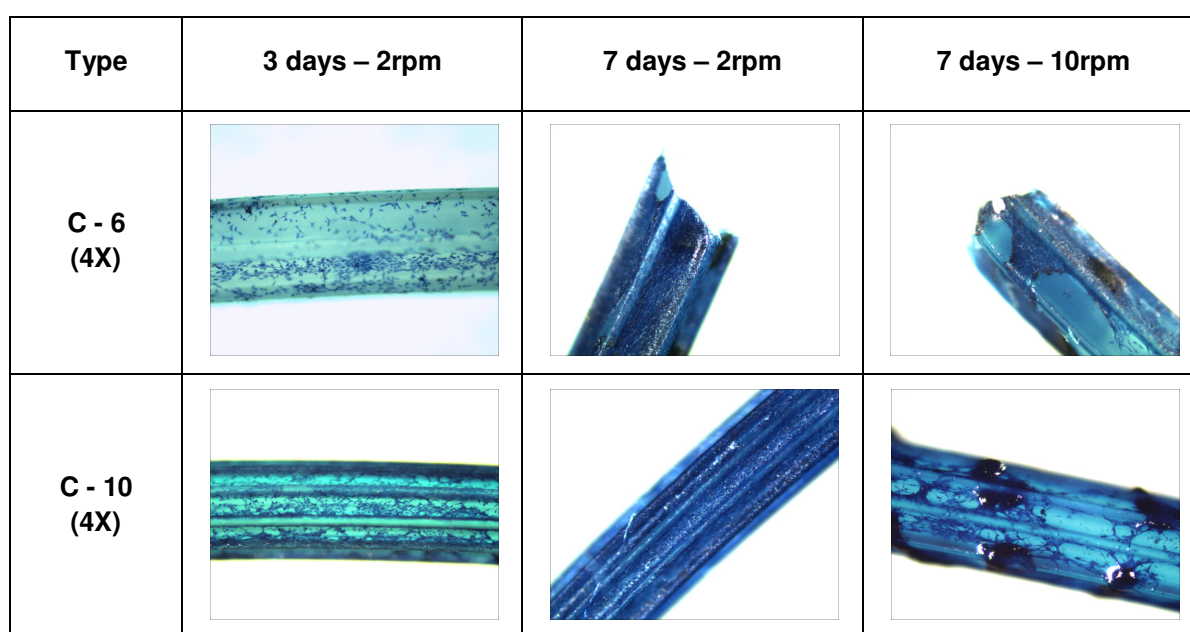 Type
3 days – 2rpm
7 days – 2rpm
7 days – 10rpm
C - 6
(4X)
C - 10
(4X)